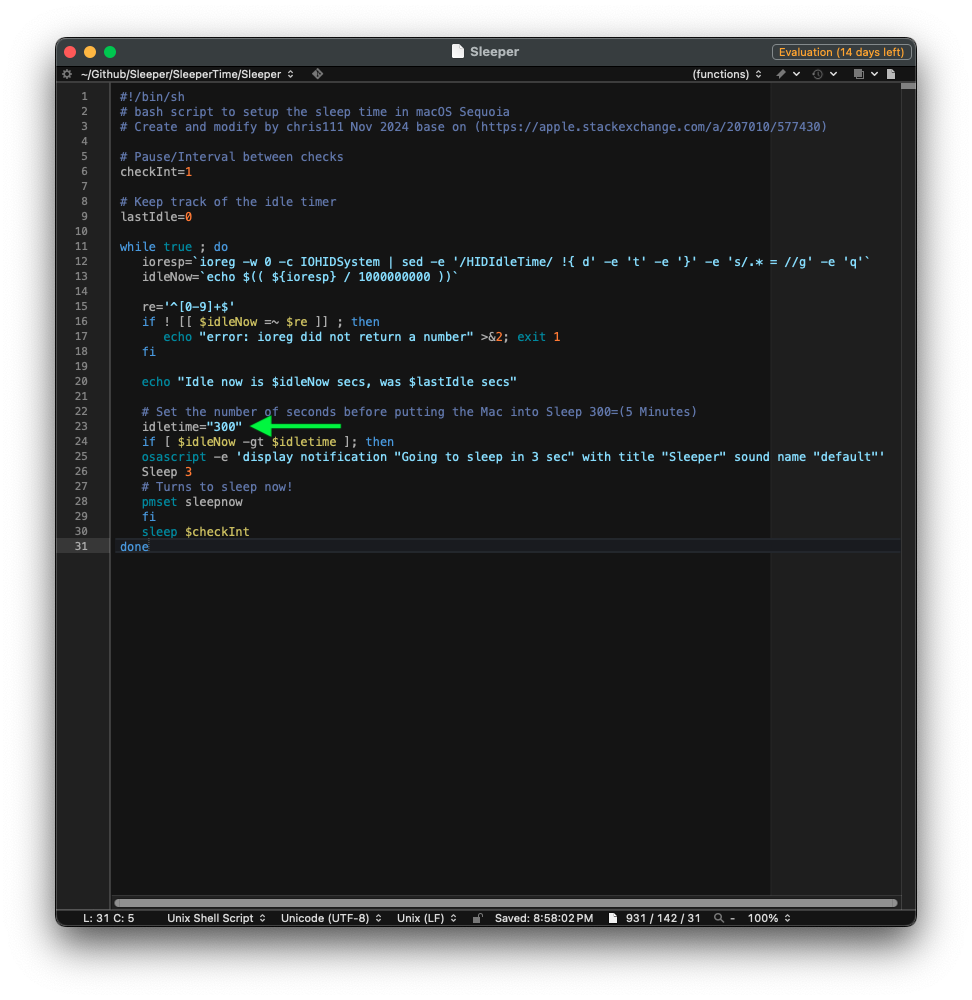 Sleeper
Evaluation (14 days left)
~/Github/Sleeper/SleeperTime/Sleeper
(functions)
1 #!/bin/sh
2 # bash script to setup the sleep time in macOS Sequoia
3 # Create and modify by chris111 Nov 2024 base on (https://apple.stackexchange.com/a/207010/577430)
4
5 # Pause/Interval between checks
6 checkInt=1
7
8 # Keep track of the idle timer
9 lastIdle=0
10
11 while true ; do
12 ioresp=`ioreg -w 0 -c IOHIDSystem | sed -e '/HIDIdleTime/ !{ d' -e 't' -e '}' -e 's/.* = //g' -e 'q'`
13 idleNow=`echo $(( ${ioresp} / 1000000000 ))`
14
15 re='^[0-9]+$'
16 if ! [[ $idleNow =~ $re ]] ; then
17 echo "error: ioreg did not return a number" >&2; exit 1
18 fi
19
20 echo "Idle now is $idleNow secs, was $lastIdle secs"
21
22 # Set the number of seconds before putting the Mac into Sleep 300=(5 Minutes)
23 idletime="300"
24 if [ $idleNow -gt $idletime ]; then
25 osascript -e 'display notification "Going to sleep in 3 sec" with title "Sleeper" sound name "default"'
26 Sleep 3
27 # Turns to sleep now!
28 pmset sleepnow
29 fi
30 sleep $checkInt
31 done
L: 31 C: 5 Unix Shell Script Unicode (UTF-8) Unix (LF) Saved: 8:58:02 PM 931 / 142 / 31 - 100%